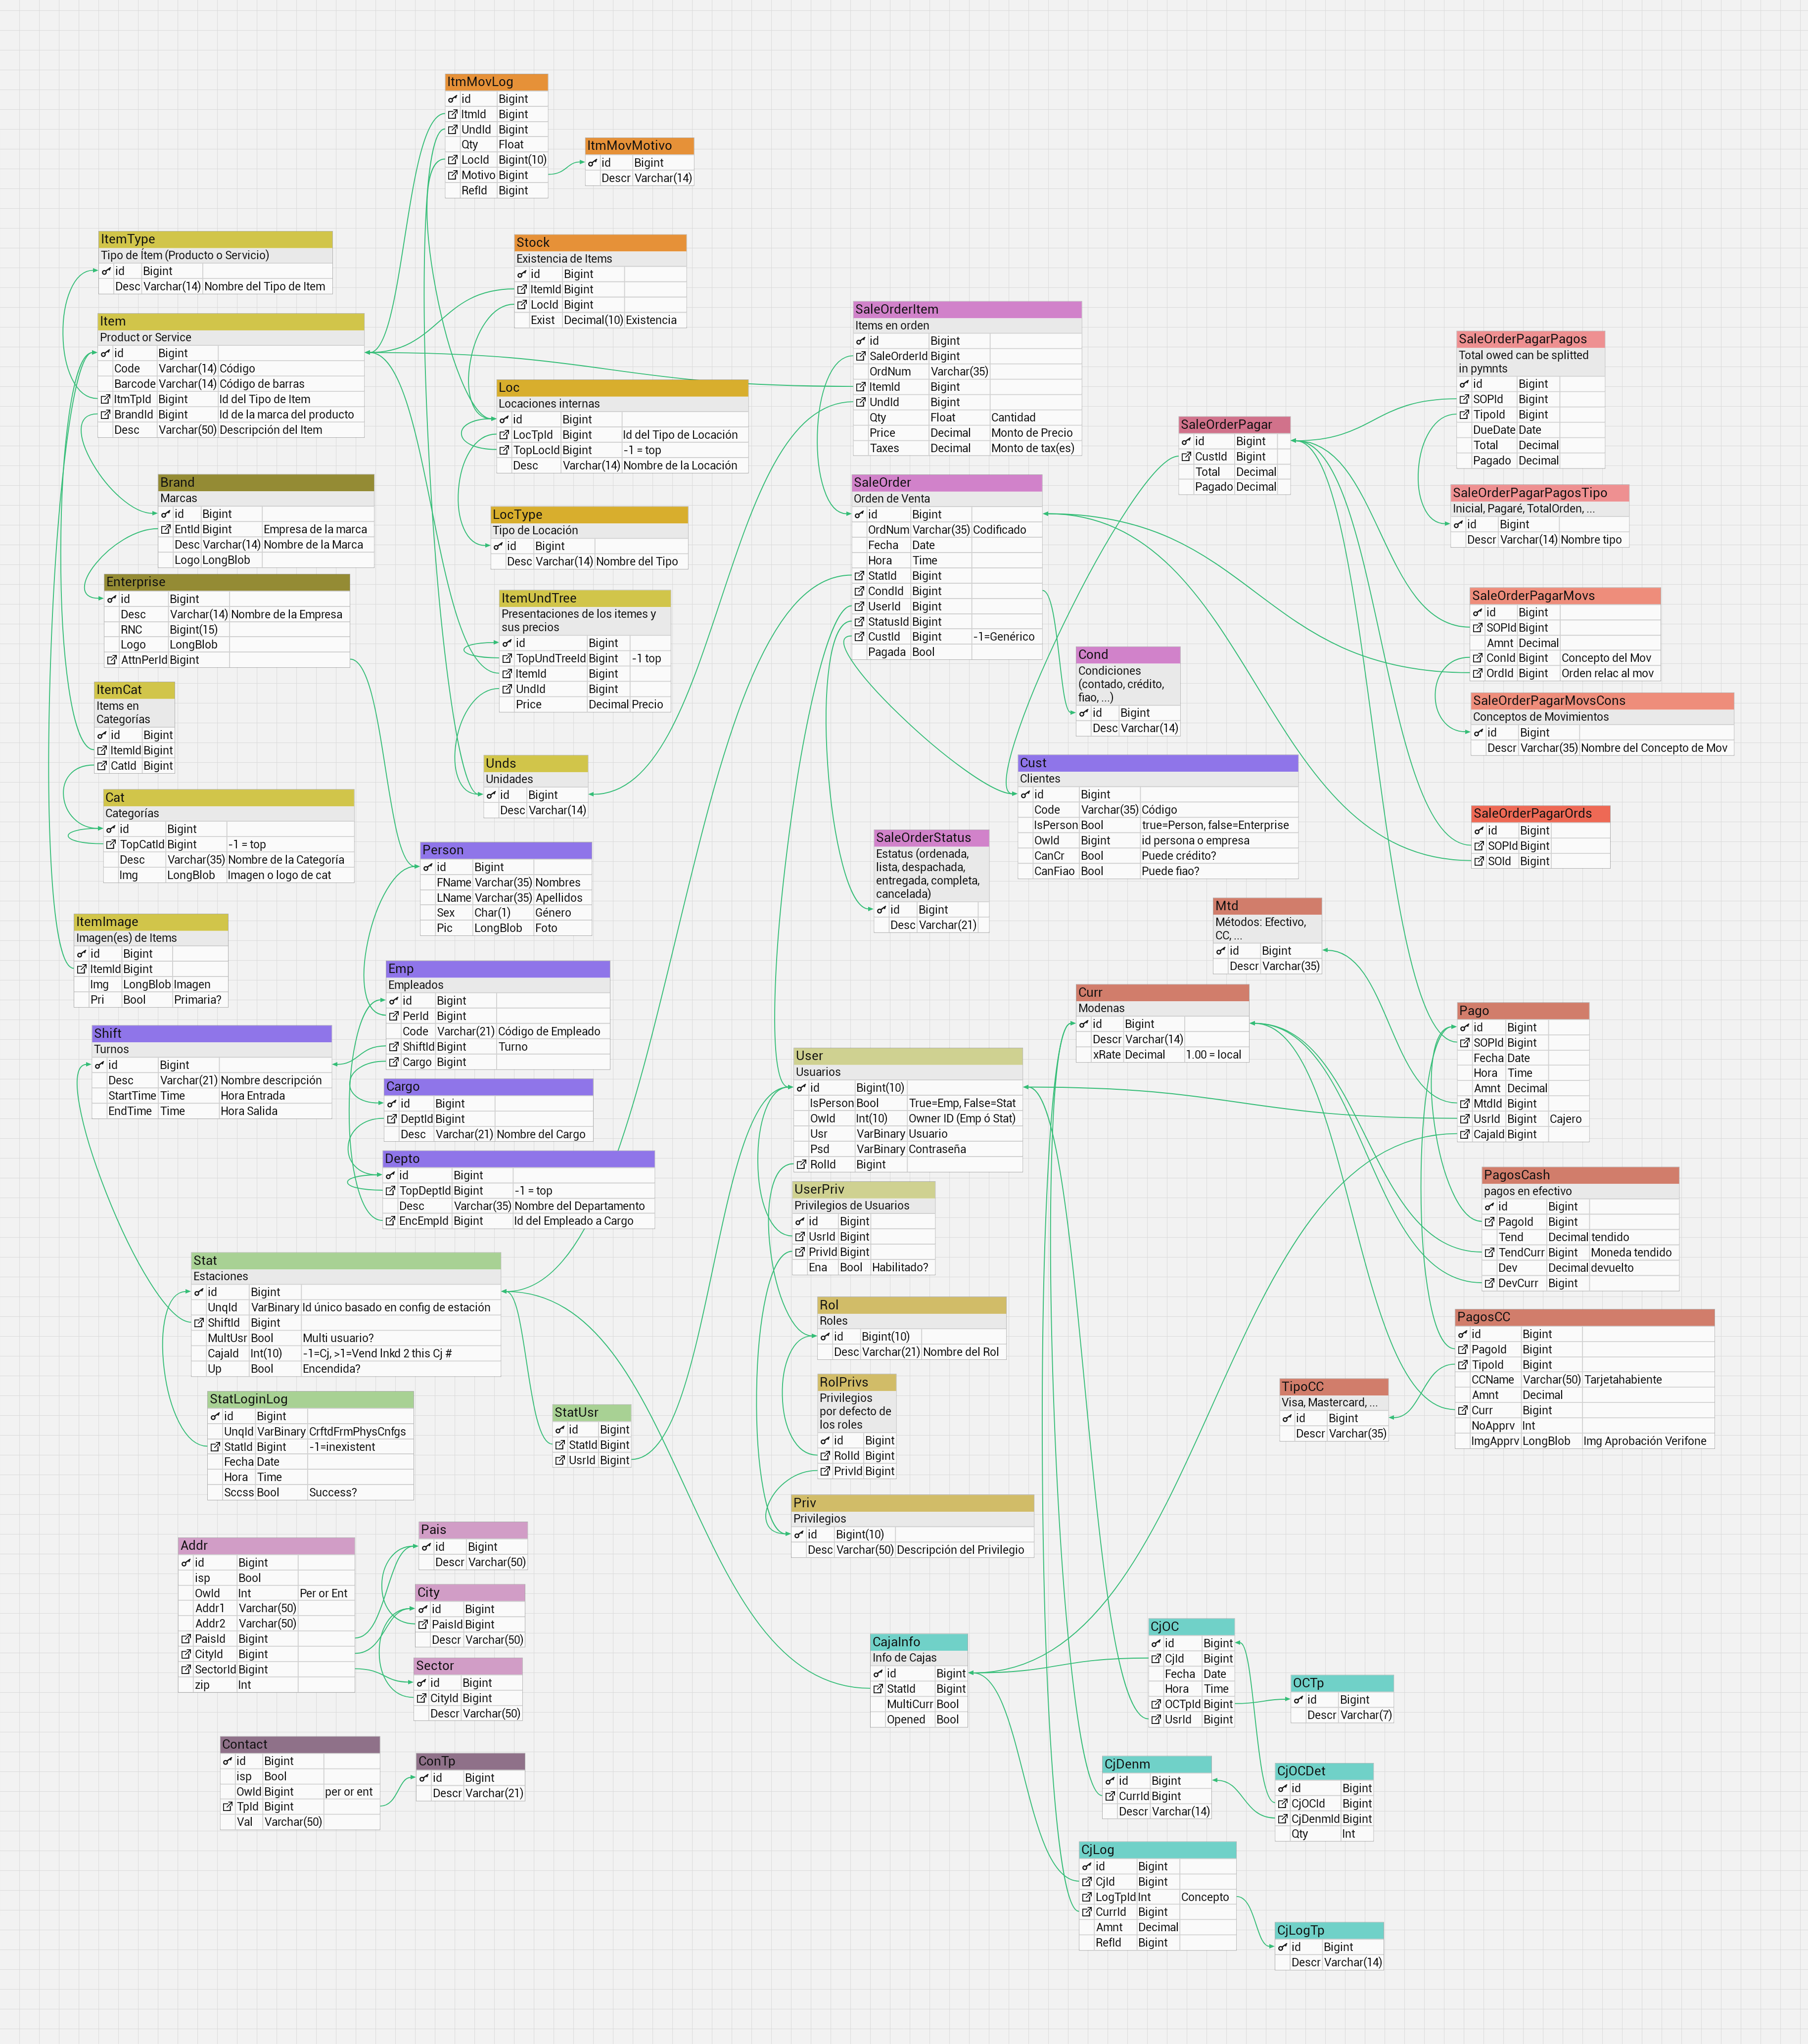 ItmMovLog
id Bigint
ItmId Bigint
UndId Bigint
Qty Float
LocId Bigint(10)
Motivo Bigint
RefId Bigint
ItmMovMotivo
id Bigint
Descr Varchar(14)
ItemType
Tipo de Ítem (Producto o Servicio)
id Bigint
Desc Varchar(14) Nombre del Tipo de Item
Stock
Existencia de Items
id Bigint
ItemId Bigint
LocId Bigint
Exist Decimal(10) Existencia
Item
Product or Service
id Bigint
Code Varchar(14) Código
Barcode Varchar(14) Código de barras
ItmTpId Bigint Id del Tipo de Item
BrandId Bigint Id de la marca del producto
Desc Varchar(50) Descripción del Item
Loc
Locaciones internas
id Bigint
LocTpId Bigint Id del Tipo de Locación
TopLocId Bigint -1 = top
Desc Varchar(14) Nombre de la Locación
SaleOrderItem
Items en orden
id Bigint
SaleOrderId Bigint
OrdNum Varchar(35)
ItemId Bigint
UndId Bigint
Qty Float Cantidad
Price Decimal Monto de Precio
Taxes Decimal Monto de tax(es)
SaleOrderPagarPagos
Total owed can be splitted
in pymnts
id Bigint
SOPId Bigint
TipoId Bigint
DueDate Date
Total Decimal
Pagado Decimal
SaleOrderPagar
id Bigint
CustId Bigint
Total Decimal
Pagado Decimal
Brand
Marcas
id Bigint
EntId Bigint Empresa de la marca
Desc Varchar(14) Nombre de la Marca
Logo LongBlob
SaleOrder
Orden de Venta
id Bigint
OrdNum Varchar(35) Codificado
Fecha Date
Hora Time
StatId Bigint
CondId Bigint
UserId Bigint
StatusId Bigint
CustId Bigint -1=Genérico
Pagada Bool
SaleOrderPagarPagosTipo
Inicial, Pagaré, TotalOrden, ...
id Bigint
Descr Varchar(14) Nombre tipo
LocType
Tipo de Locación
id Bigint
Desc Varchar(14) Nombre del Tipo
Enterprise
id Bigint
Desc Varchar(14) Nombre de la Empresa
RNC Bigint(15)
Logo LongBlob
AttnPerId Bigint
ItemUndTree
Presentaciones de los itemes y
sus precios
id Bigint
TopUndTreeId Bigint -1 top
ItemId Bigint
UndId Bigint
Price Decimal Precio
SaleOrderPagarMovs
id Bigint
SOPId Bigint
Amnt Decimal
ConId Bigint Concepto del Mov
OrdId Bigint Orden relac al mov
Cond
Condiciones
(contado, crédito,
fiao, ...)
id Bigint
Desc Varchar(14)
ItemCat
Items en
Categorías
id Bigint
ItemId Bigint
CatId Bigint
SaleOrderPagarMovsCons
Conceptos de Movimientos
id Bigint
Descr Varchar(35) Nombre del Concepto de Mov
Unds
Unidades
id Bigint
Desc Varchar(14)
Cust
Clientes
id Bigint
Code Varchar(35) Código
IsPerson Bool true=Person, false=Enterprise
OwId Bigint id persona o empresa
CanCr Bool Puede crédito?
CanFiao Bool Puede fiao?
Cat
Categorías
id Bigint
TopCatId Bigint -1 = top
Desc Varchar(35) Nombre de la Categoría
Img LongBlob Imagen o logo de cat
SaleOrderPagarOrds
id Bigint
SOPId Bigint
SOId Bigint
SaleOrderStatus
Estatus (ordenada,
lista, despachada,
entregada, completa,
cancelada)
id Bigint
Desc Varchar(21)
Person
id Bigint
FName Varchar(35) Nombres
LName Varchar(35) Apellidos
Sex Char(1) Género
Pic LongBlob Foto
Mtd
Métodos: Efectivo,
CC, ...
id Bigint
Descr Varchar(35)
ItemImage
Imagen(es) de Items
id Bigint
ItemId Bigint
Img LongBlob Imagen
Pri Bool Primaria?
Emp
Empleados
id Bigint
PerId Bigint
Code Varchar(21) Código de Empleado
ShiftId Bigint Turno
Cargo Bigint
Curr
Modenas
id Bigint
Descr Varchar(14)
xRate Decimal 1.00 = local
Pago
id Bigint
SOPId Bigint
Fecha Date
Hora Time
Amnt Decimal
MtdId Bigint
UsrId Bigint Cajero
CajaId Bigint
Shift
Turnos
id Bigint
Desc Varchar(21) Nombre descripción
StartTime Time Hora Entrada
EndTime Time Hora Salida
User
Usuarios
id Bigint(10)
IsPerson Bool True=Emp, False=Stat
OwId Int(10) Owner ID (Emp ó Stat)
Usr VarBinary Usuario
Psd VarBinary Contraseña
RolId Bigint
Cargo
id Bigint
DeptId Bigint
Desc Varchar(21) Nombre del Cargo
Depto
id Bigint
TopDeptId Bigint -1 = top
Desc Varchar(35) Nombre del Departamento
EncEmpId Bigint Id del Empleado a Cargo
PagosCash
pagos en efectivo
id Bigint
PagoId Bigint
Tend Decimal tendido
TendCurr Bigint Moneda tendido
Dev Decimal devuelto
DevCurr Bigint
UserPriv
Privilegios de Usuarios
id Bigint
UsrId Bigint
PrivId Bigint
Ena Bool Habilitado?
Stat
Estaciones
id Bigint
UnqId VarBinary Id único basado en config de estación
ShiftId Bigint
MultUsr Bool Multi usuario?
CajaId Int(10) -1=Cj, >1=Vend lnkd 2 this Cj #
Up Bool Encendida?
Rol
Roles
id Bigint(10)
Desc Varchar(21) Nombre del Rol
PagosCC
id Bigint
PagoId Bigint
TipoId Bigint
CCName Varchar(50) Tarjetahabiente
Amnt Decimal
Curr Bigint
NoApprv Int
ImgApprv LongBlob Img Aprobación Verifone
RolPrivs
Privilegios
por defecto de
los roles
id Bigint
RolId Bigint
PrivId Bigint
TipoCC
Visa, Mastercard, ...
id Bigint
Descr Varchar(35)
StatLoginLog
id Bigint
UnqId VarBinary CrftdFrmPhysCnfgs
StatId Bigint -1=inexistent
Fecha Date
Hora Time
Sccss Bool Success?
StatUsr
id Bigint
StatId Bigint
UsrId Bigint
Priv
Privilegios
id Bigint(10)
Desc Varchar(50) Descripción del Privilegio
Pais
id Bigint
Descr Varchar(50)
Addr
id Bigint
isp Bool
OwId Int Per or Ent
Addr1 Varchar(50)
Addr2 Varchar(50)
PaisId Bigint
CityId Bigint
SectorId Bigint
zip Int
City
id Bigint
PaisId Bigint
Descr Varchar(50)
Sector
id Bigint
CityId Bigint
Descr Varchar(50)
CajaInfo
Info de Cajas
id Bigint
StatId Bigint
MultiCurr Bool
Opened Bool
CjOC
id Bigint
CjId Bigint
Fecha Date
Hora Time
OCTpId Bigint
UsrId Bigint
OCTp
id Bigint
Descr Varchar(7)
Contact
id Bigint
isp Bool
OwId Bigint per or ent
TpId Bigint
Val Varchar(50)
ConTp
id Bigint
Descr Varchar(21)
CjDenm
id Bigint
CurrId Bigint
Descr Varchar(14)
CjOCDet
id Bigint
CjOCId Bigint
CjDenmId Bigint
Qty Int
CjLog
id Bigint
CjId Bigint
LogTpId Int Concepto
CurrId Bigint
Amnt Decimal
RefId Bigint
CjLogTp
id Bigint
Descr Varchar(14)